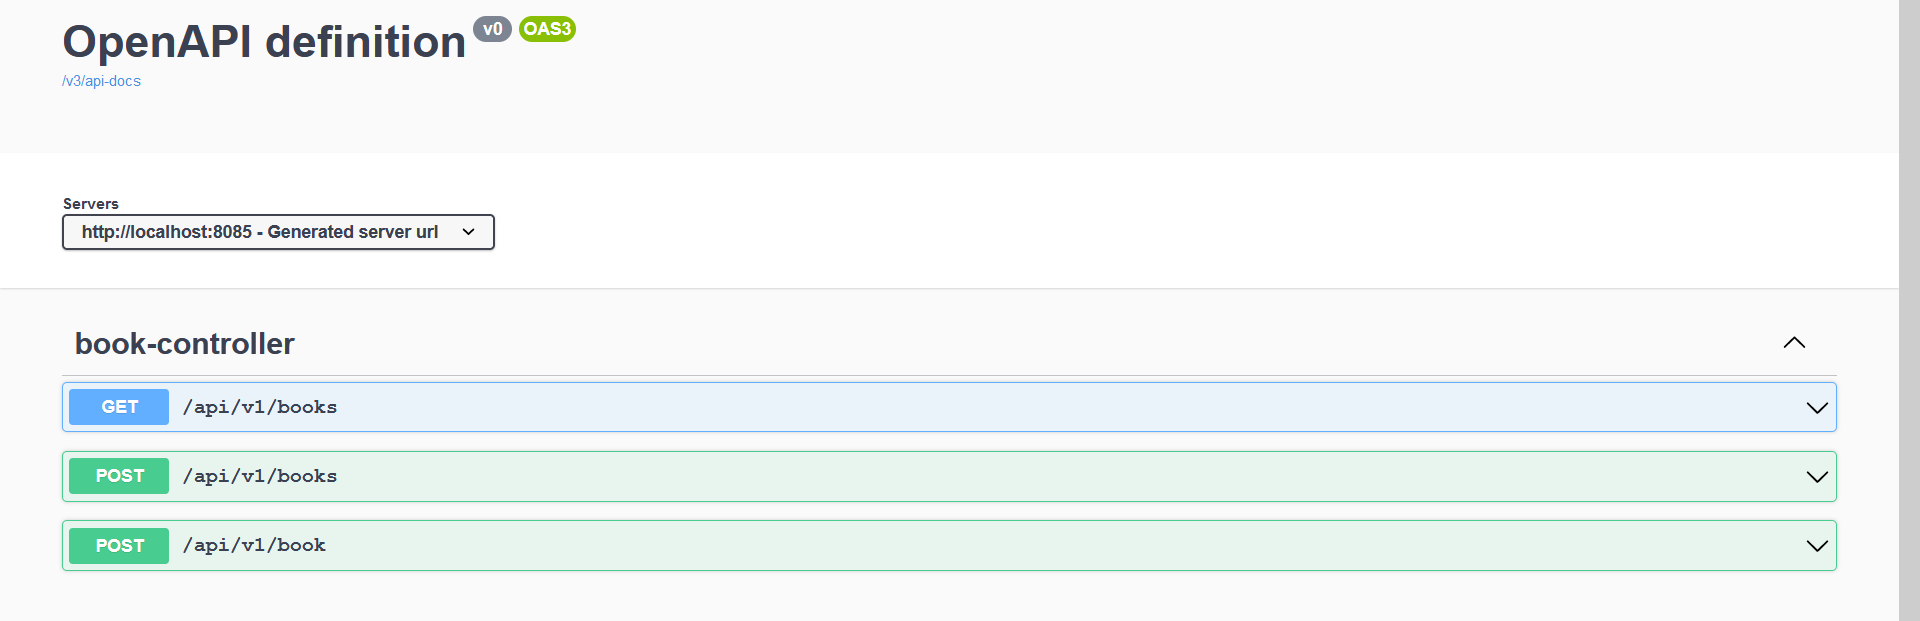 OpenAPI definition v0 OAS3
/v3/api-docs
Servers
http://localhost:8085 - Generated server url
book-controller
GET /api/v1/books
POST /api/v1/books
POST /api/v1/book